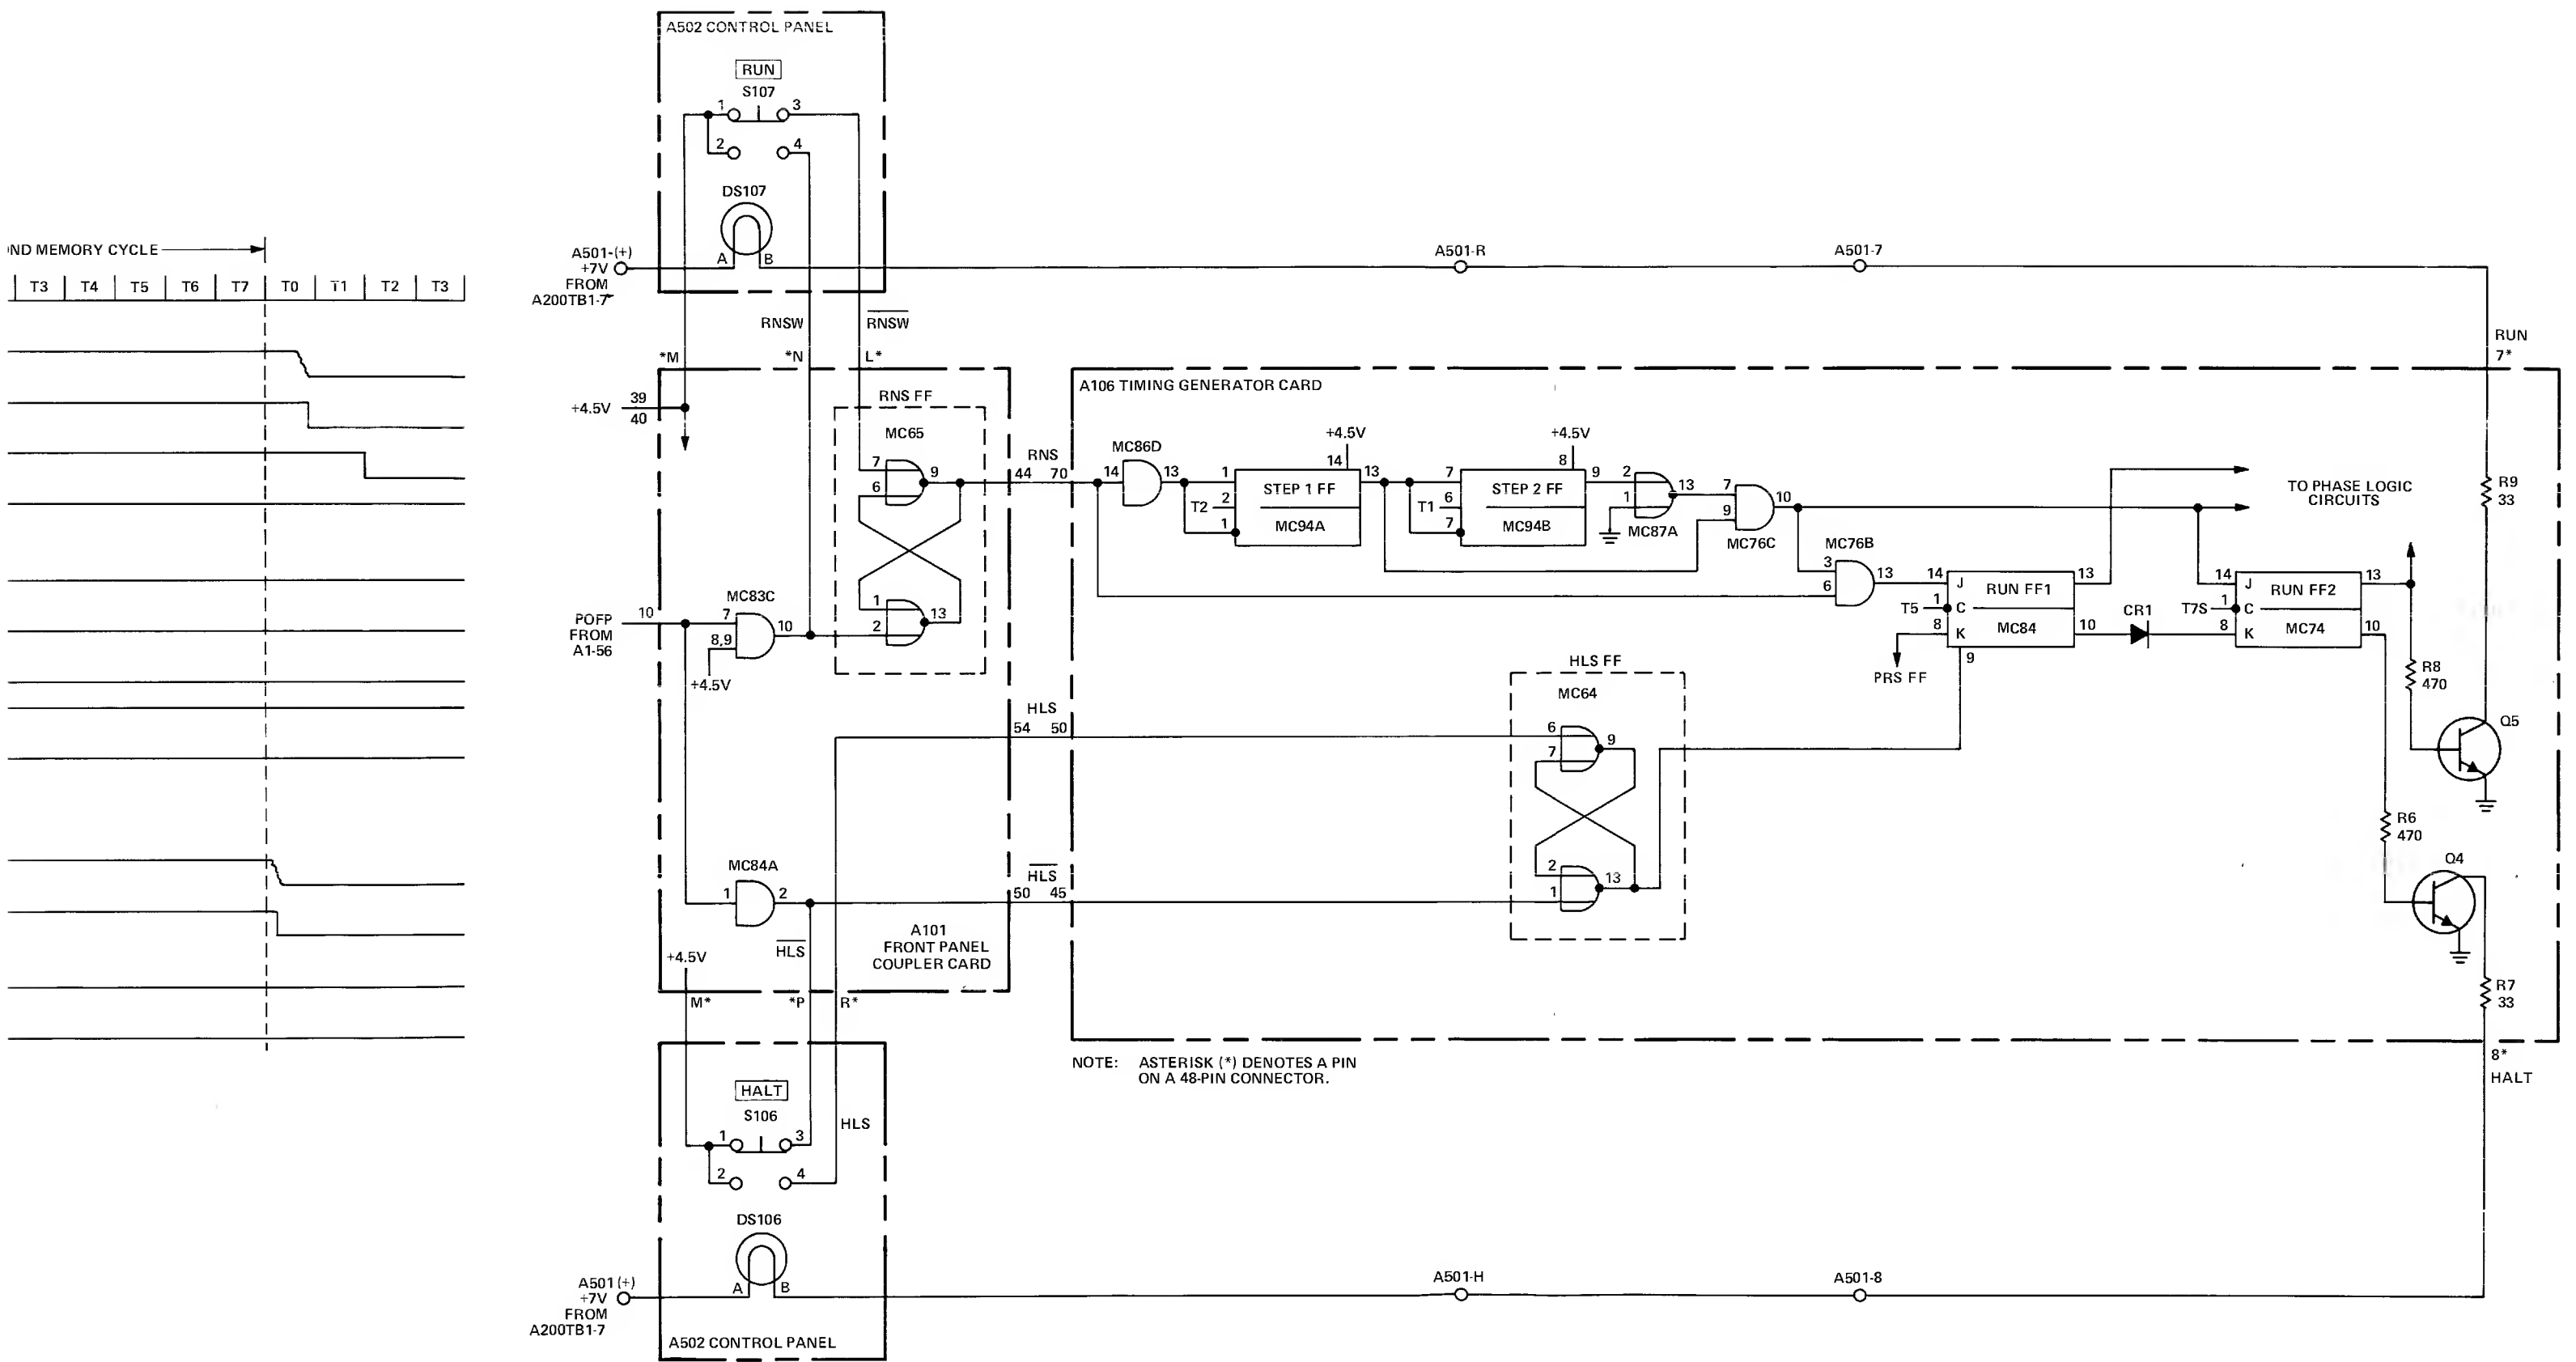 A502 CONTROL PANEL
RUN
S107
1 3
2 4
DS107
A B
A501-(+)
+7V
FROM
A200TB1-7
A501-R
A501-7
RUN
7*
ND MEMORY CYCLE
T3 T4 T5 T6 T7 T0 T1 T2 T3
RNSW
RNSW
*M *N L*
+4.5V
39
40
RNS FF
MC65
7
6
9
1
2
13
POFP
FROM
A1-56
10
MC83C
7
8,9
10
+4.5V
RNS
44 70
HLS
54 50
MC84A
1 2
HLS
50 45
HLS
A101
FRONT PANEL
COUPLER CARD
+4.5V
M* *P R*
A106 TIMING GENERATOR CARD
MC86D
14 13
+4.5V
14
1
T2 2
1
STEP 1 FF
MC94A
13
+4.5V
8
7
T1 6
7
STEP 2 FF
MC94B
9
2
1
13
MC87A
7
9
10
MC76C
MC76B
3
6
13
14 J
T5 1 C
8 K
RUN FF1
MC84
13
10
9
PRS FF
CR1
TO PHASE LOGIC
CIRCUITS
14 J
T7S 1 C
8 K
RUN FF2
MC74
13
10
R9
33
R8
470
Q5
R6
470
Q4
R7
33
HLS FF
MC64
6
7
9
2
1
13
NOTE: ASTERISK (*) DENOTES A PIN
ON A 48-PIN CONNECTOR.
8*
HALT
HALT
S106
1 3
2 4
HLS
DS106
A B
A501 (+)
+7V
FROM
A200TB1-7
A501-H
A501-8
A502 CONTROL PANEL